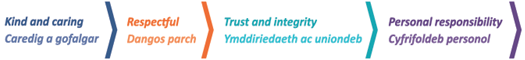 Kind and caring
Caredig a gofalgar
Respectful
Dangos parch
Trust and integrity
Ymddiriedaeth ac uniondeb
Personal responsibility
Cyfrifoldeb personol